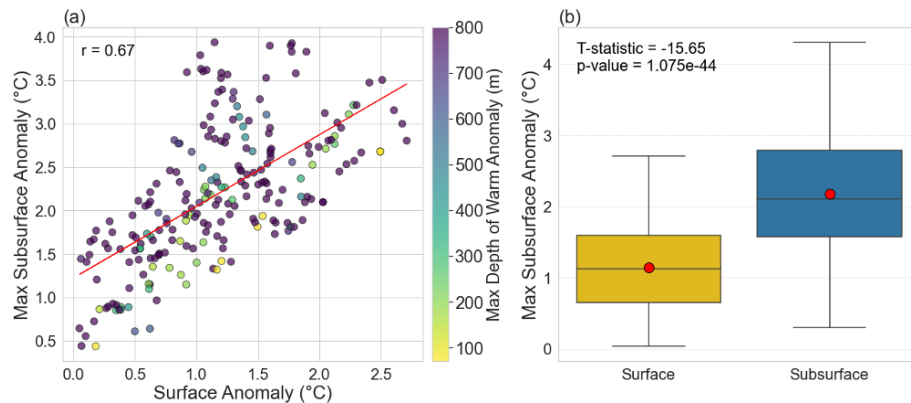 (a)
r = 0.67
Max Subsurface Anomaly (°C)
4.0
3.5
3.0
2.5
2.0
1.5
1.0
0.5
0.0
0.5
1.0
1.5
2.0
2.5
Surface Anomaly (°C)
800
700
600
500
400
300
200
100
Max Depth of Warm Anomaly (m)
(b)
T-statistic = -15.65
p-value = 1.075e-44
Max Subsurface Anomaly (°C)
4
3
2
1
0
Surface
Subsurface